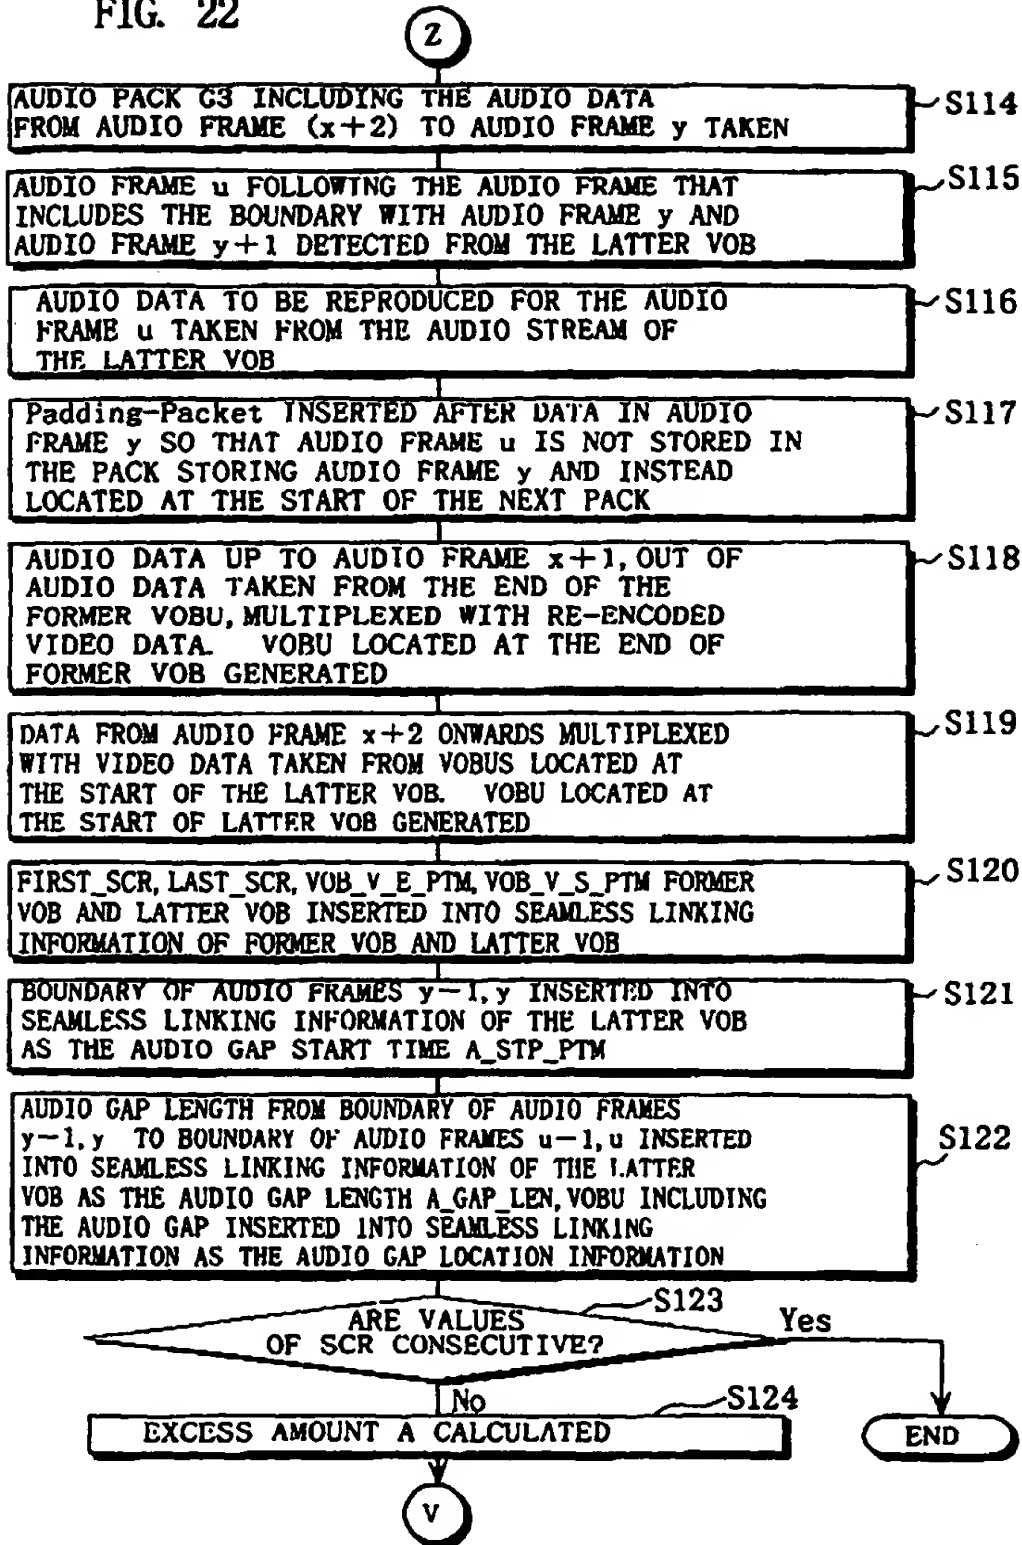 FIG. 22
Z
AUDIO PACK G3 INCLUDING THE AUDIO DATA
FROM AUDIO FRAME (x+2) TO AUDIO FRAME y TAKEN
S114
AUDIO FRAME u FOLLOWING THE AUDIO FRAME THAT
INCLUDES THE BOUNDARY WITH AUDIO FRAME y AND
AUDIO FRAME y+1 DETECTED FROM THE LATTER VOB
S115
AUDIO DATA TO BE REPRODUCED FOR THE AUDIO
FRAME u TAKEN FROM THE AUDIO STREAM OF
THE LATTER VOB
S116
Padding-Packet INSERTED AFTER DATA IN AUDIO
FRAME y SO THAT AUDIO FRAME u IS NOT STORED IN
THE PACK STORING AUDIO FRAME y AND INSTEAD
LOCATED AT THE START OF THE NEXT PACK
S117
AUDIO DATA UP TO AUDIO FRAME x+1, OUT OF
AUDIO DATA TAKEN FROM THE END OF THE
FORMER VOBU, MULTIPLEXED WITH RE-ENCODED
VIDEO DATA. VOBU LOCATED AT THE END OF
FORMER VOB GENERATED
S118
DATA FROM AUDIO FRAME x+2 ONWARDS MULTIPLEXED
WITH VIDEO DATA TAKEN FROM VOBUS LOCATED AT
THE START OF THE LATTER VOB. VOBU LOCATED AT
THE START OF LATTER VOB GENERATED
S119
FIRST_SCR, LAST_SCR, VOB_V_E_PTM, VOB_V_S_PTM FORMER
VOB AND LATTER VOB INSERTED INTO SEAMLESS LINKING
INFORMATION OF FORMER VOB AND LATTER VOB
S120
BOUNDARY OF AUDIO FRAMES y-1, y INSERTED INTO
SEAMLESS LINKING INFORMATION OF THE LATTER VOB
AS THE AUDIO GAP START TIME A_STP_PTM
S121
AUDIO GAP LENGTH FROM BOUNDARY OF AUDIO FRAMES
y-1, y TO BOUNDARY OF AUDIO FRAMES u-1, u INSERTED
INTO SEAMLESS LINKING INFORMATION OF THE LATTER
VOB AS THE AUDIO GAP LENGTH A_GAP_LEN, VOBU INCLUDING
THE AUDIO GAP INSERTED INTO SEAMLESS LINKING
INFORMATION AS THE AUDIO GAP LOCATION INFORMATION
S122
S123
ARE VALUES
OF SCR CONSECUTIVE?
Yes
No
S124
EXCESS AMOUNT A CALCULATED
END
V